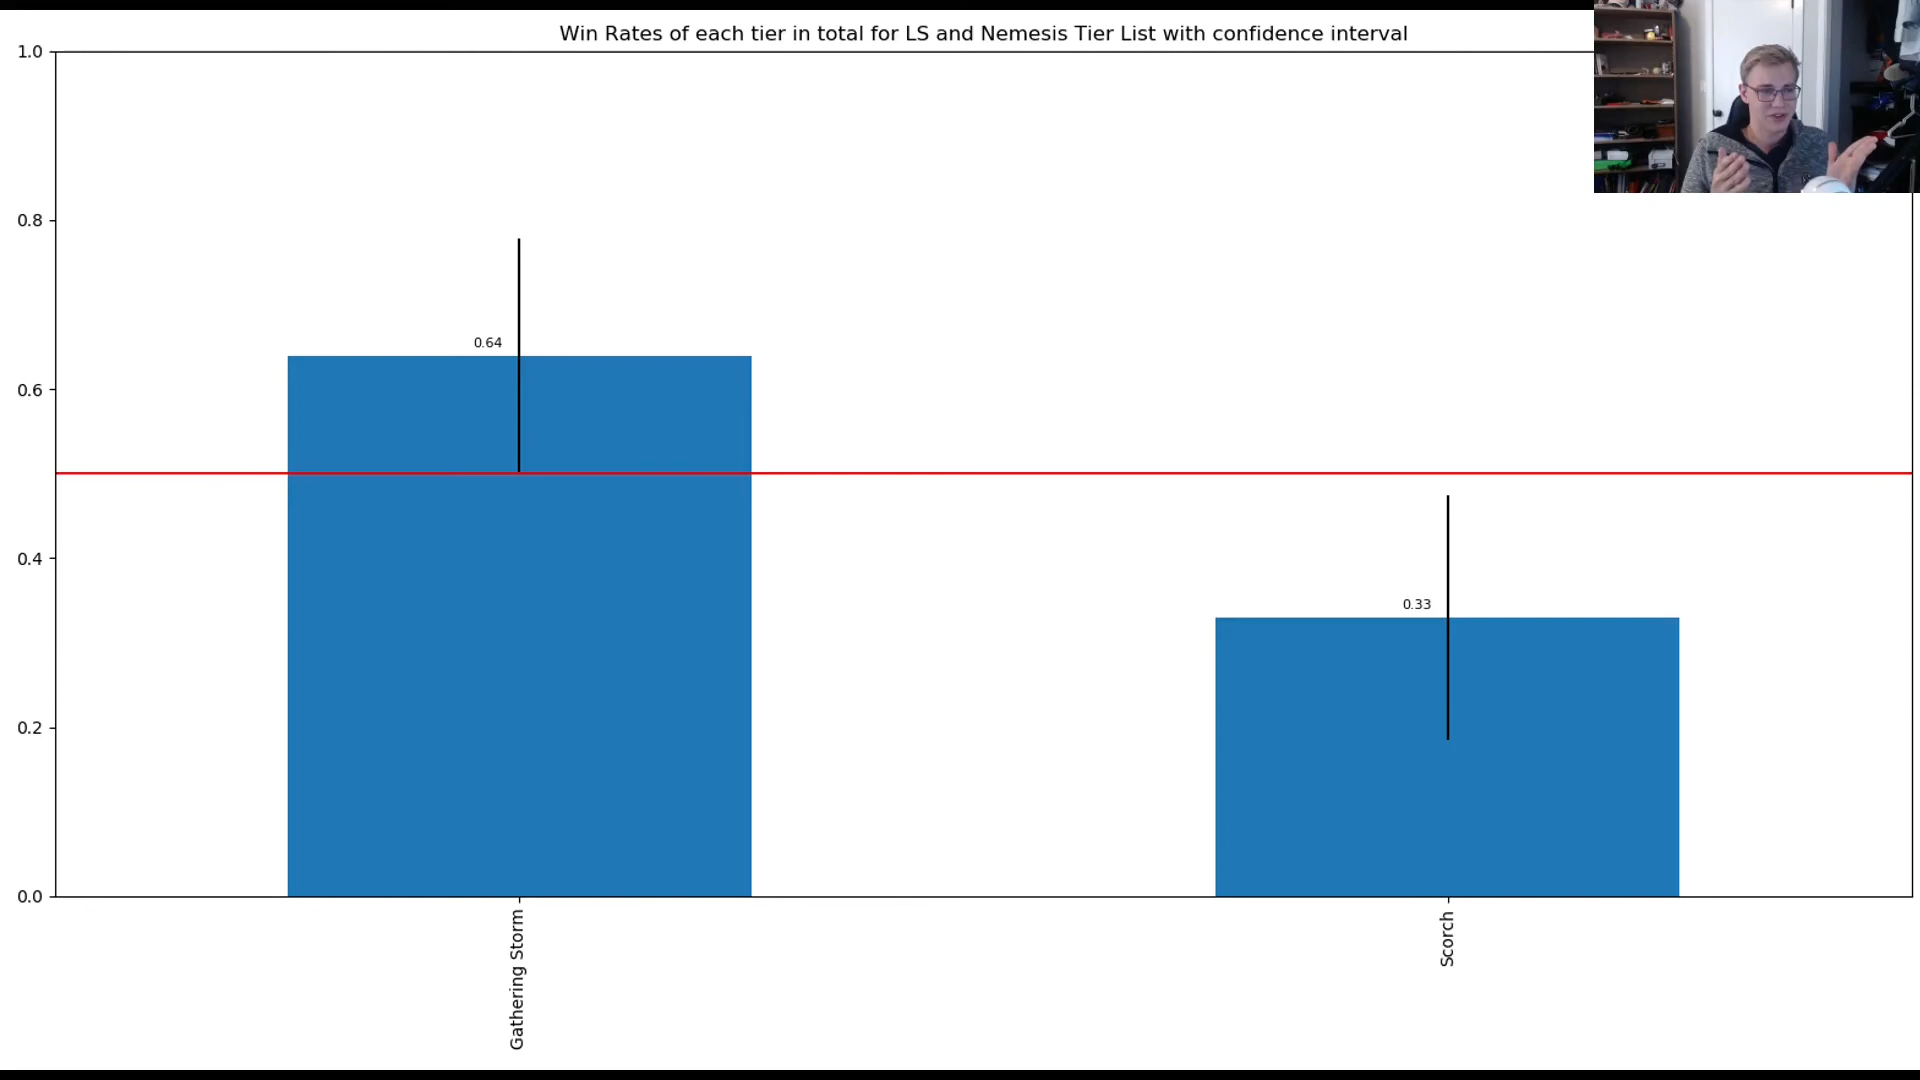 Win Rates of each tier in total for LS and Nemesis Tier List with confidence interval
1.0
0.8
0.64
0.6
0.4
0.33
0.2
0.0
Gathering Storm
Scorch